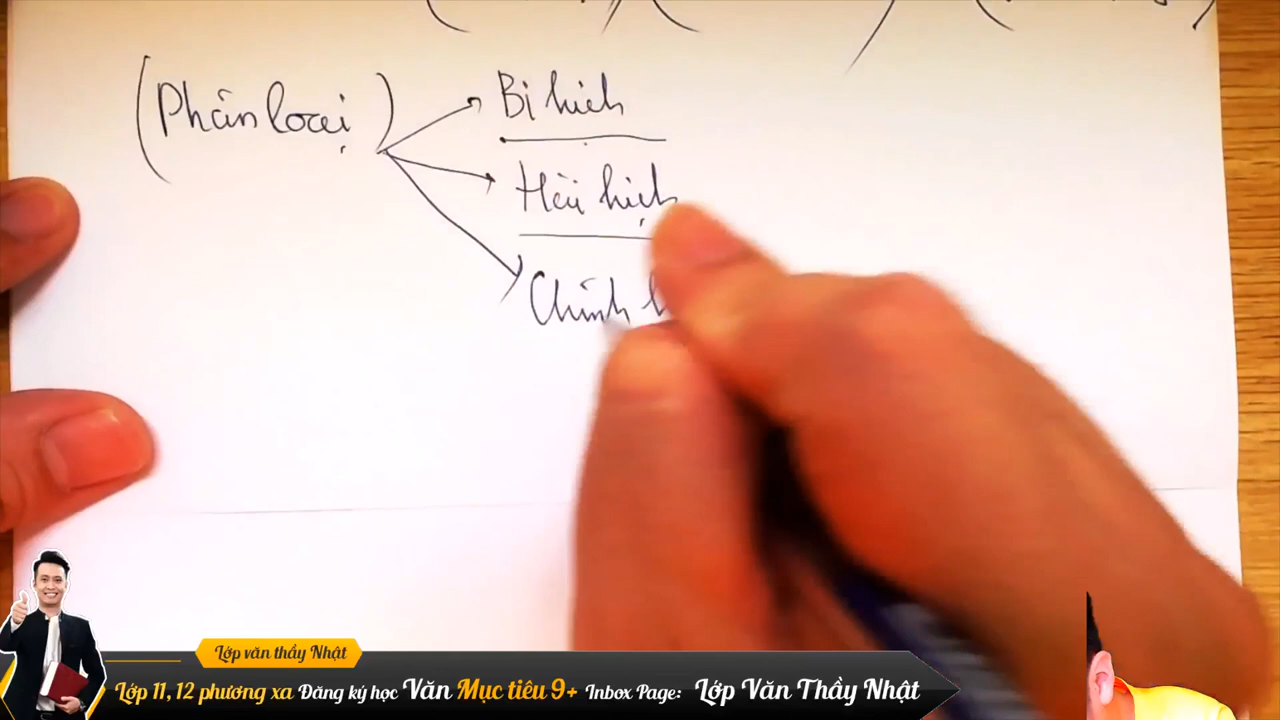 (Phân loại)
Bi kịch
Hài kịch
Chính
Lớp văn thầy Nhật
Lớp 11, 12 phương xa Đăng ký học Văn Mục tiêu 9+ Inbox Page: Lớp Văn Thầy Nhật